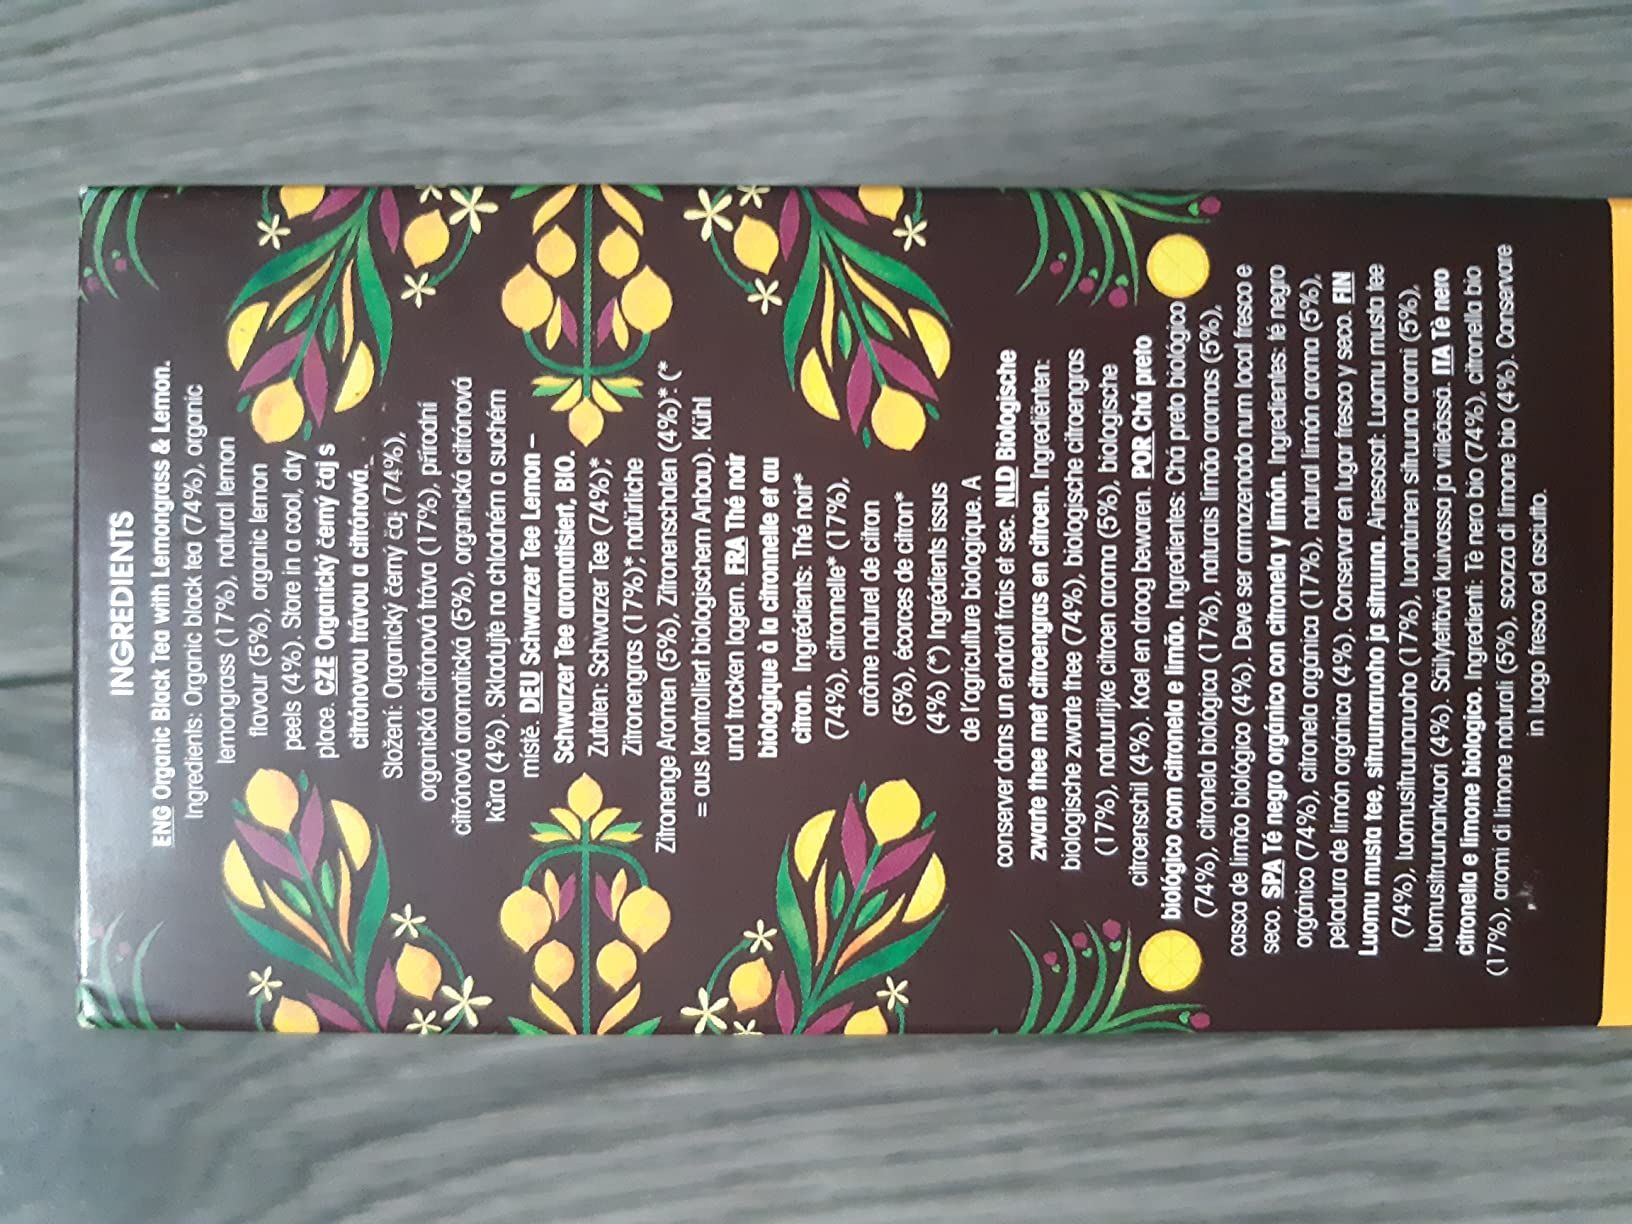 INGREDIENTS
ENG Organic Black Tea with Lemongrass & Lemon.
Ingredients: Organic black tea (74%), organic
lemongrass (17%), natural lemon
flavour (5%), organic lemon
peels (4%). Store in a cool, dry
place. CZE Organický černý čaj s
citrónovou trávou a citrónová.
Složení: Organický černý čaj (74%),
organická citrónová tráva (17%), přírodní
citrónová aromatická (5%), organická citrónová
kůra (4%). Skladujte na chladném a suchém
místě. DEU Schwarzer Tee Lemon –
Schwarzer Tee aromatisiert, BIO.
Zutaten: Schwarzer Tee (74%)*;
Zitronengras (17%)*; natürliche
Zitronenge Aromen (5%), Zitronenschalen (4%)*: (*
= aus kontrolliert biologischem Anbau). Kühl
und trocken lagern. FRA Thé noir
biologique à la citronnelle et au
citron. Ingrédients: Thé noir*
(74%), citronnelle* (17%),
arôme naturel de citron
(5%), écorces de citron*
(4%) (*) Ingrédients issus
de l'agriculture biologique. A
conserver dans un endroit frais et sec. NLD Biologische
zwarte thee met citroengras en citroen. Ingrediënten:
biologische zwarte thee (74%), biologische citroengras
(17%), natuurlijke citroen aroma (5%), biologische
citroenschil (4%). Koel en droog bewaren. POR Chá preto
biológico com citronela e limão. Ingredientes: Chá preto biológico
(74%), citronela biológica (17%), naturais limão aromas (5%),
casca de limão biológico (4%). Deve ser armazenado num local fresco e
seco. SPA Té negro orgánico con citronela y limón. Ingredientes: té negro
orgánico (74%), citronela orgánica (17%), natural limón aroma (5%),
peladura de limón orgánica (4%). Conservar en lugar fresco y seco. FIN
Luomu musta tee, sitruunaruoho ja sitruuna. Ainesosat: Luomu musta tee
(74%), luomusitruunaruoho (17%), luontainen sitruuna aromi (5%),
luomusitruunankuori (4%). Säilytettävä kuivassa ja viileässä. ITA Tè nero
citronella e limone biologico. Ingredienti: Tè nero bio (74%), citronella bio
(17%), aromi di limone naturali (5%), scorza di limone bio (4%). Conservare
in luogo fresco ed asciutto.